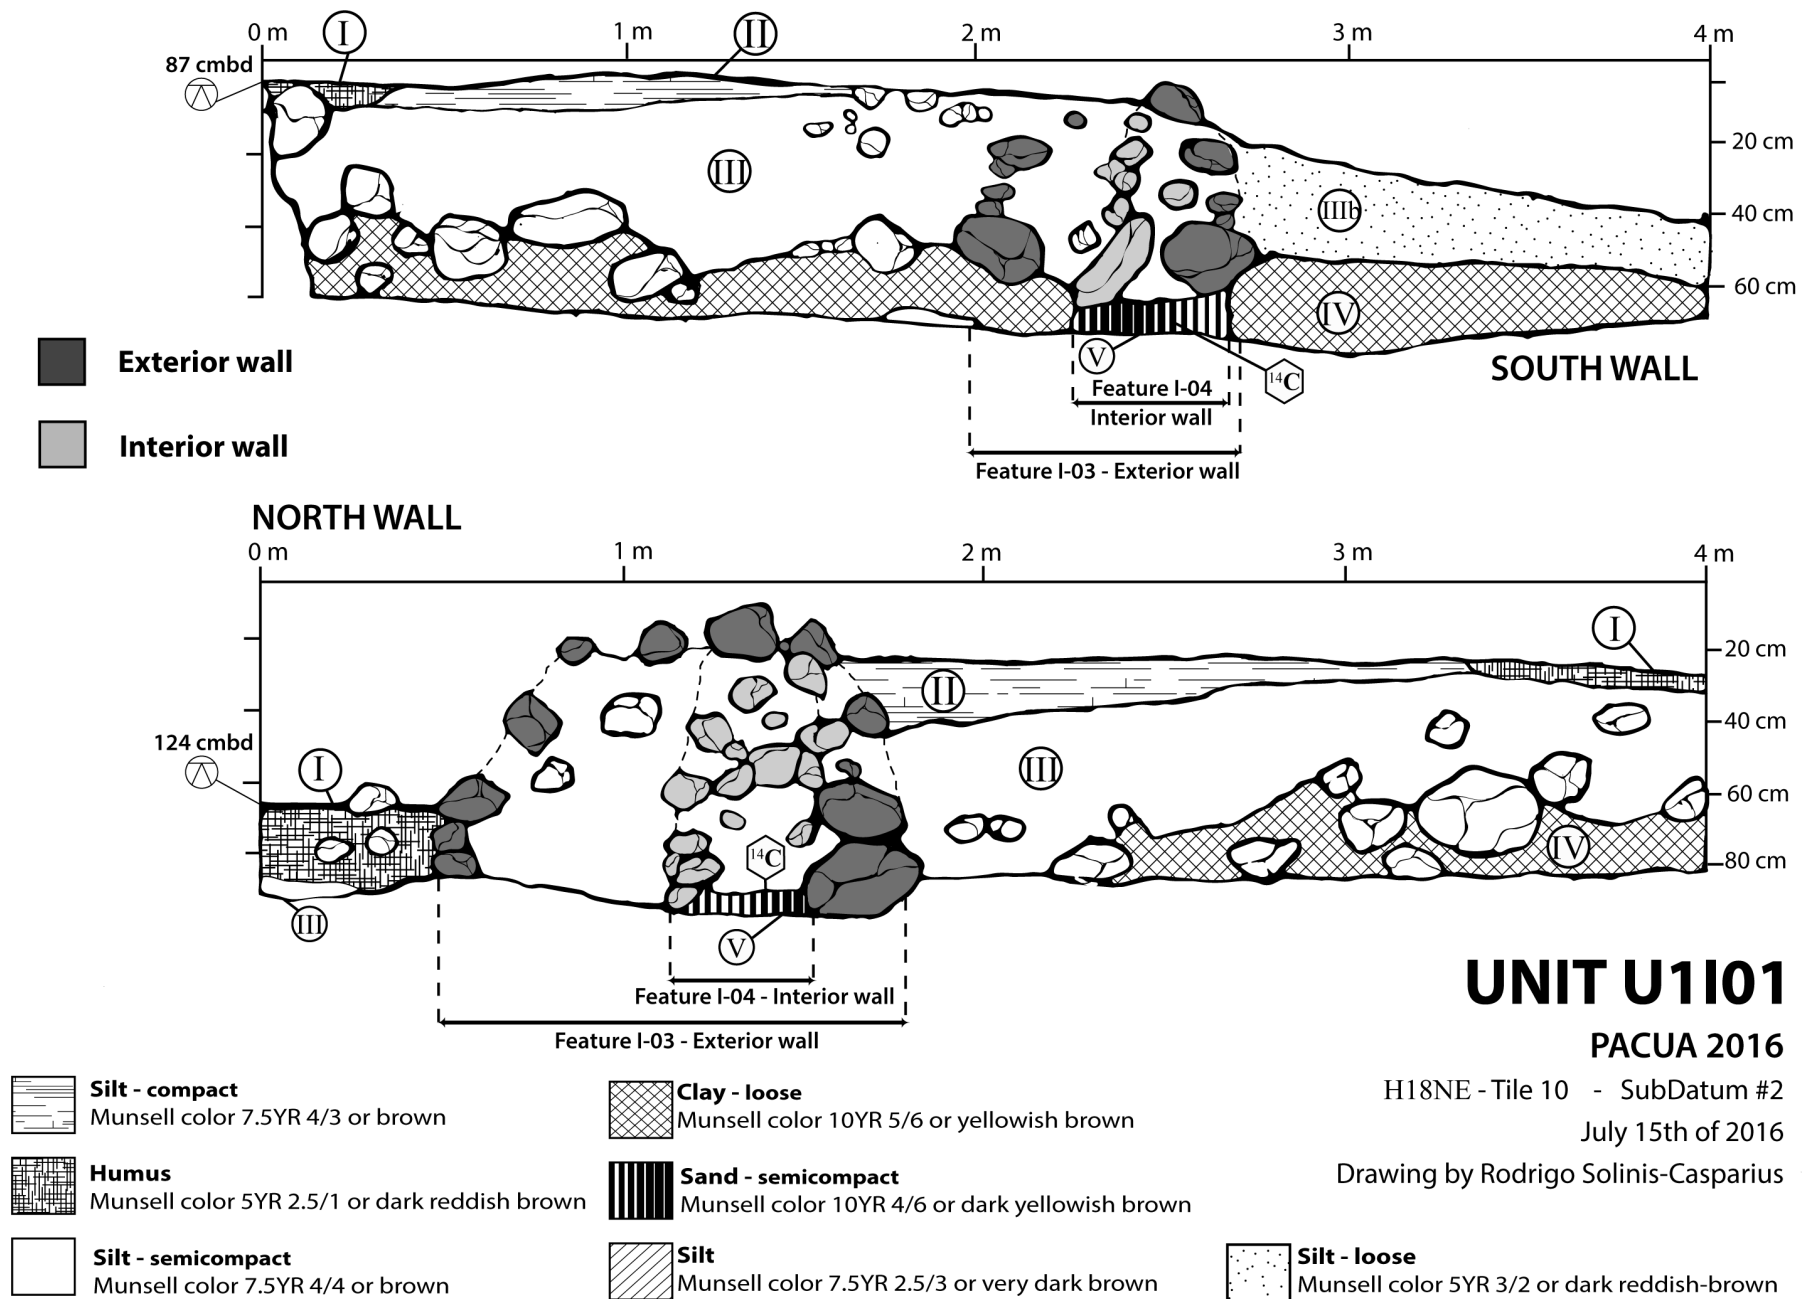 0 m
I
1 m
II
2 m
3 m
4 m
87 cmbd
20 cm
III
IIIb
40 cm
60 cm
IV
V
14C
SOUTH WALL
Exterior wall
Feature I-04
Interior wall
Interior wall
Feature I-03 - Exterior wall
NORTH WALL
0 m
1 m
2 m
3 m
4 m
I
20 cm
II
40 cm
124 cmbd
I
III
60 cm
14C
IV
80 cm
III
V
Feature I-04 - Interior wall
Feature I-03 - Exterior wall
UNIT U1I01
PACUA 2016
H18NE - Tile 10 - SubDatum #2
July 15th of 2016
Drawing by Rodrigo Solinis-Casparius
Silt - compact
Munsell color 7.5YR 4/3 or brown
Humus
Munsell color 5YR 2.5/1 or dark reddish brown
Silt - semicompact
Munsell color 7.5YR 4/4 or brown
Clay - loose
Munsell color 10YR 5/6 or yellowish brown
Sand - semicompact
Munsell color 10YR 4/6 or dark yellowish brown
Silt
Munsell color 7.5YR 2.5/3 or very dark brown
Silt - loose
Munsell color 5YR 3/2 or dark reddish-brown